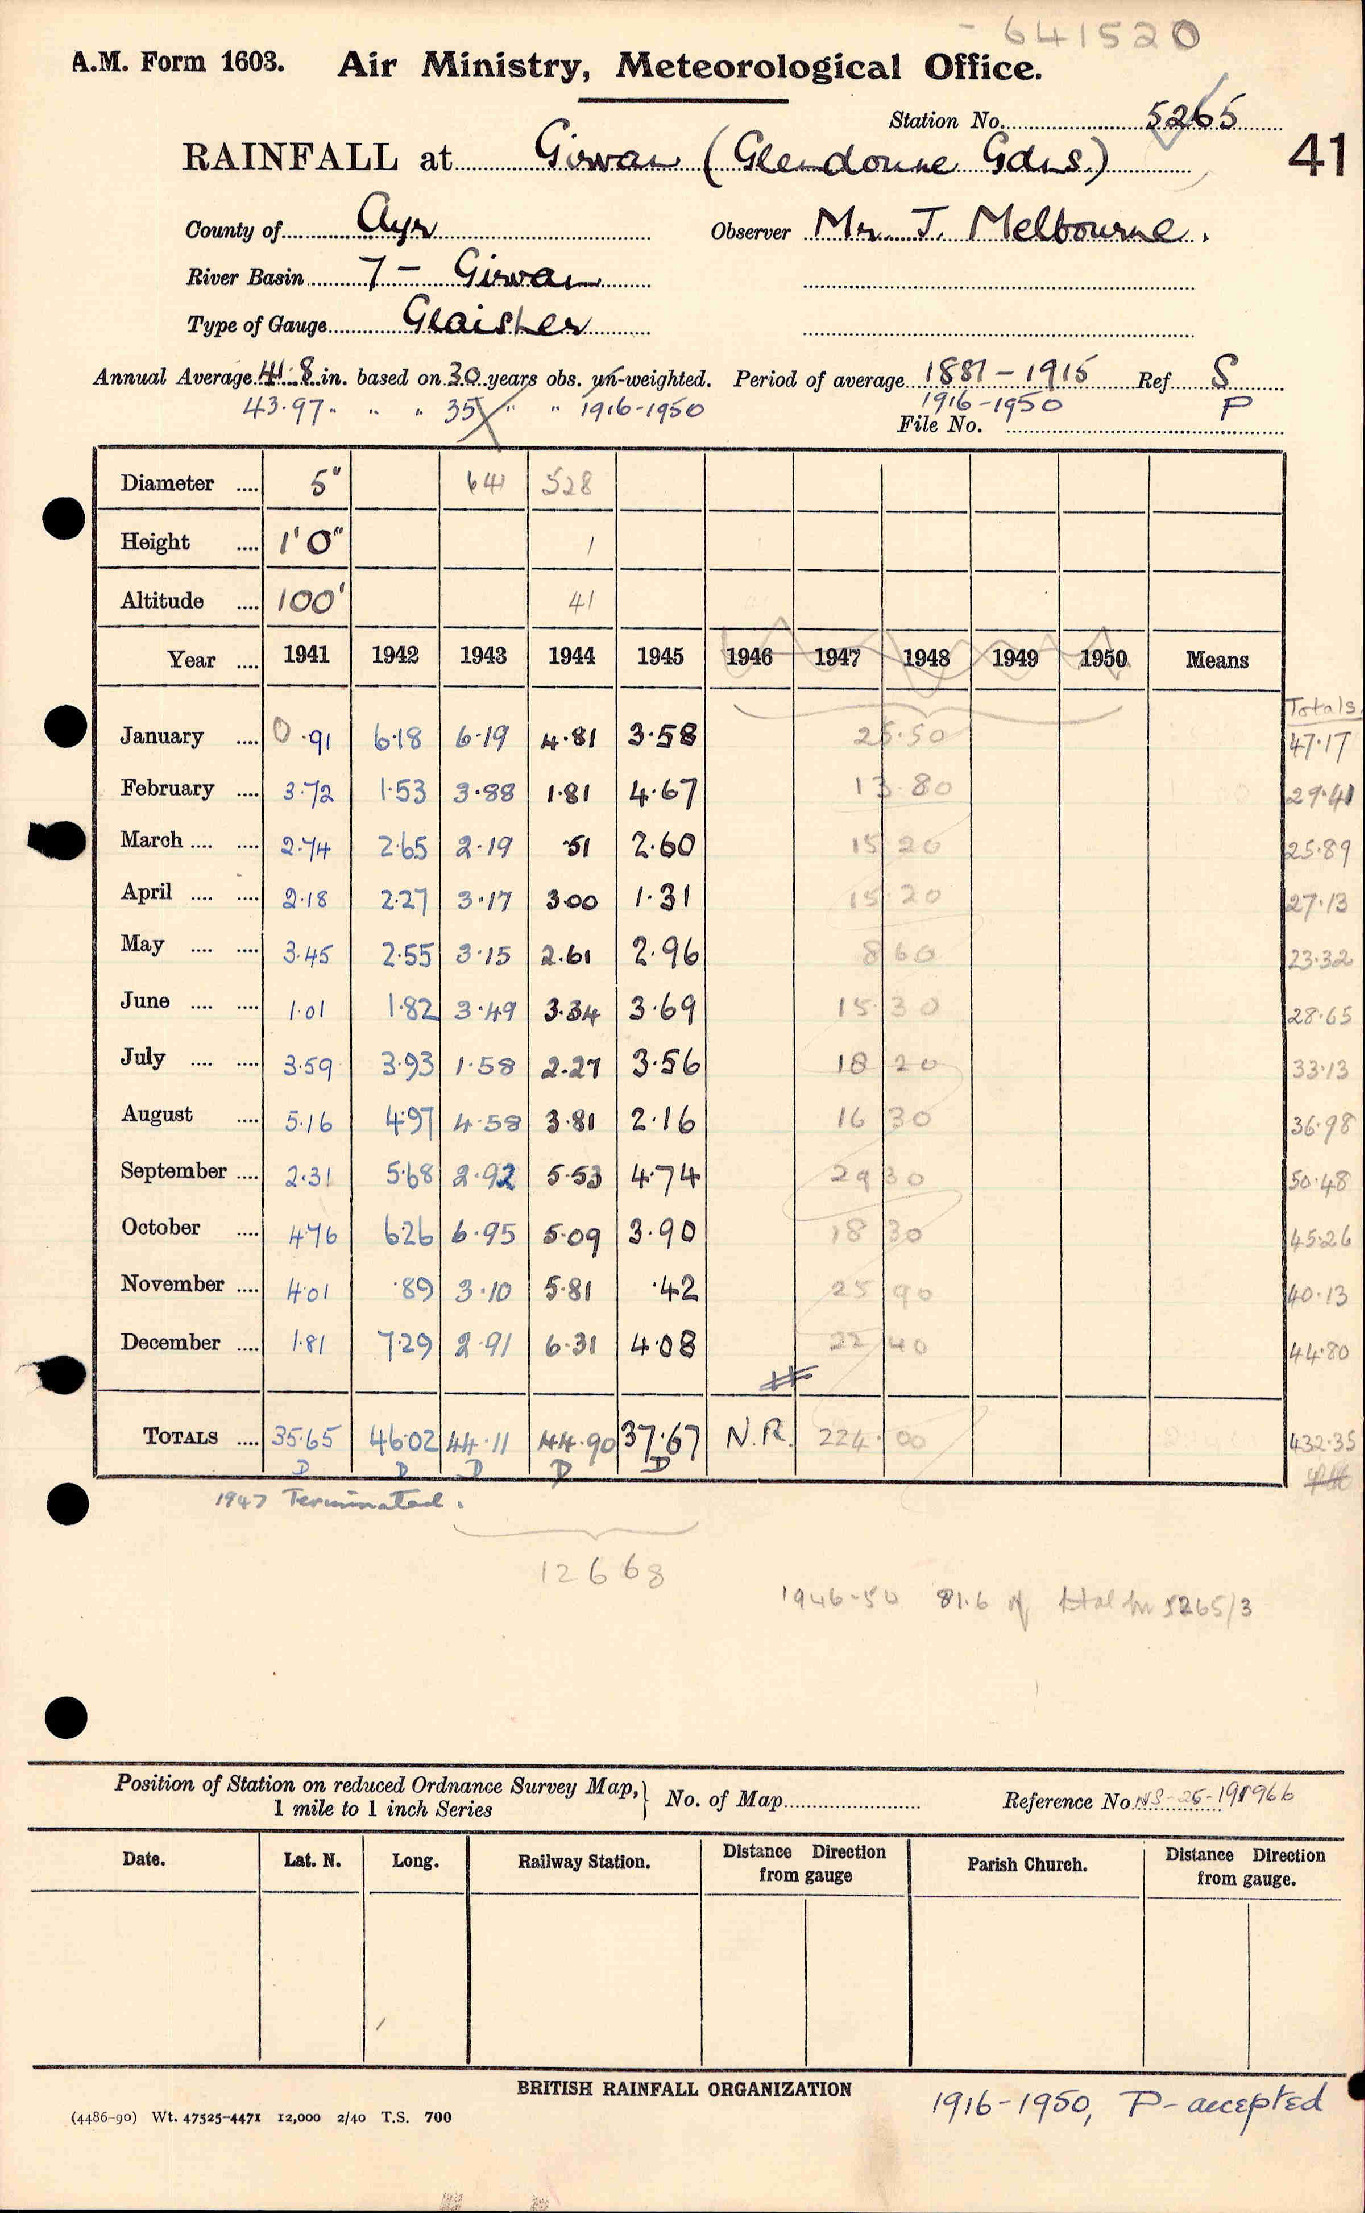 - 641520
A.M. Form 1603. Air Ministry, Meteorological Office.
Station No. 5265
41
RAINFALL at Girvan (Glendoune Gdns.)
County of Ayr Observer Mr. J. Melbourne.
River Basin 7 - Girvan
Type of Gauge Glaisher
Annual Average 41.8 in. based on 30 years obs. un-weighted. Period of average 1881-1915 Ref S
43.97 " " " 35 " " 1916-1950 1916-1950 P
File No.
Diameter .... 5" 641 528
Height .... 1'0" 1
Altitude .... 100' 41
Year .... 1941 1942 1943 1944 1945 1946 1947 1948 1949 1950 Means
Totals
January .... 0.91 6.18 6.19 4.81 3.58 25.50 47.17
February .... 3.72 1.53 3.88 1.81 4.67 13.80 29.41
March .... .... 2.74 2.65 2.19 .51 2.60 15 20 25.89
April .... .... 2.18 2.27 3.17 3.00 1.31 15.20 27.13
May .... .... 3.45 2.55 3.15 2.61 2.96 8 60 23.32
June .... .... 1.01 1.82 3.49 3.34 3.69 15.30 28.65
July .... .... 3.59 3.93 1.58 2.27 3.56 18 20 33.13
August .... 5.16 4.97 4.58 3.81 2.16 16 30 36.98
September .... 2.31 5.68 2.92 5.53 4.74 29 30 50.48
October .... 4.76 6.26 6.95 5.09 3.90 18 30 45.26
November .... 4.01 .89 3.10 5.81 .42 25 90 40.13
December .... 1.81 7.29 2.91 6.31 4.08 22 40 44.80
TOTALS .... 35.65 46.02 44.11 44.90 37.67 N.R. 224.00 432.35
D D D D D
1947 Terminated.
12668
1946-50 81.6 of 5265/3
Position of Station on reduced Ordnance Survey Map,} No. of Map Reference No. NS-26-191966
1 mile to 1 inch Series
Date. Lat. N. Long. Railway Station. Distance Direction from gauge Parish Church. Distance Direction from gauge.
BRITISH RAINFALL ORGANIZATION
1916-1950, P-accepted
(4486-90) Wt. 47525-4471 12,000 2/40 T.S. 700